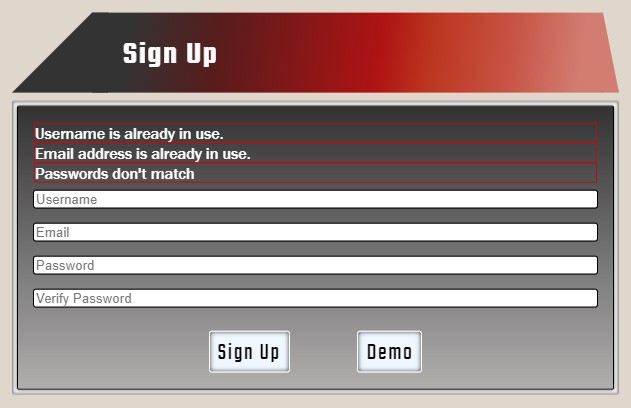 Sign Up
Username is already in use.
Email address is already in use.
Passwords don't match
Username
Email
Password
Verify Password
Sign Up Demo